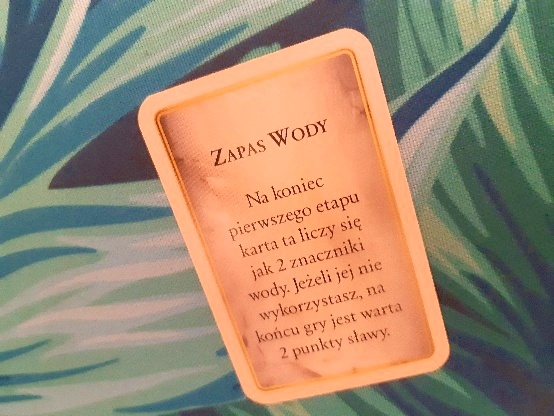 ZAPAS WODY
Na koniec
pierwszego etapu
karta ta liczy się
jak 2 znaczniki
wody. Jeżeli jej nie
wykorzystasz, na
końcu gry jest warta
2 punkty sławy.